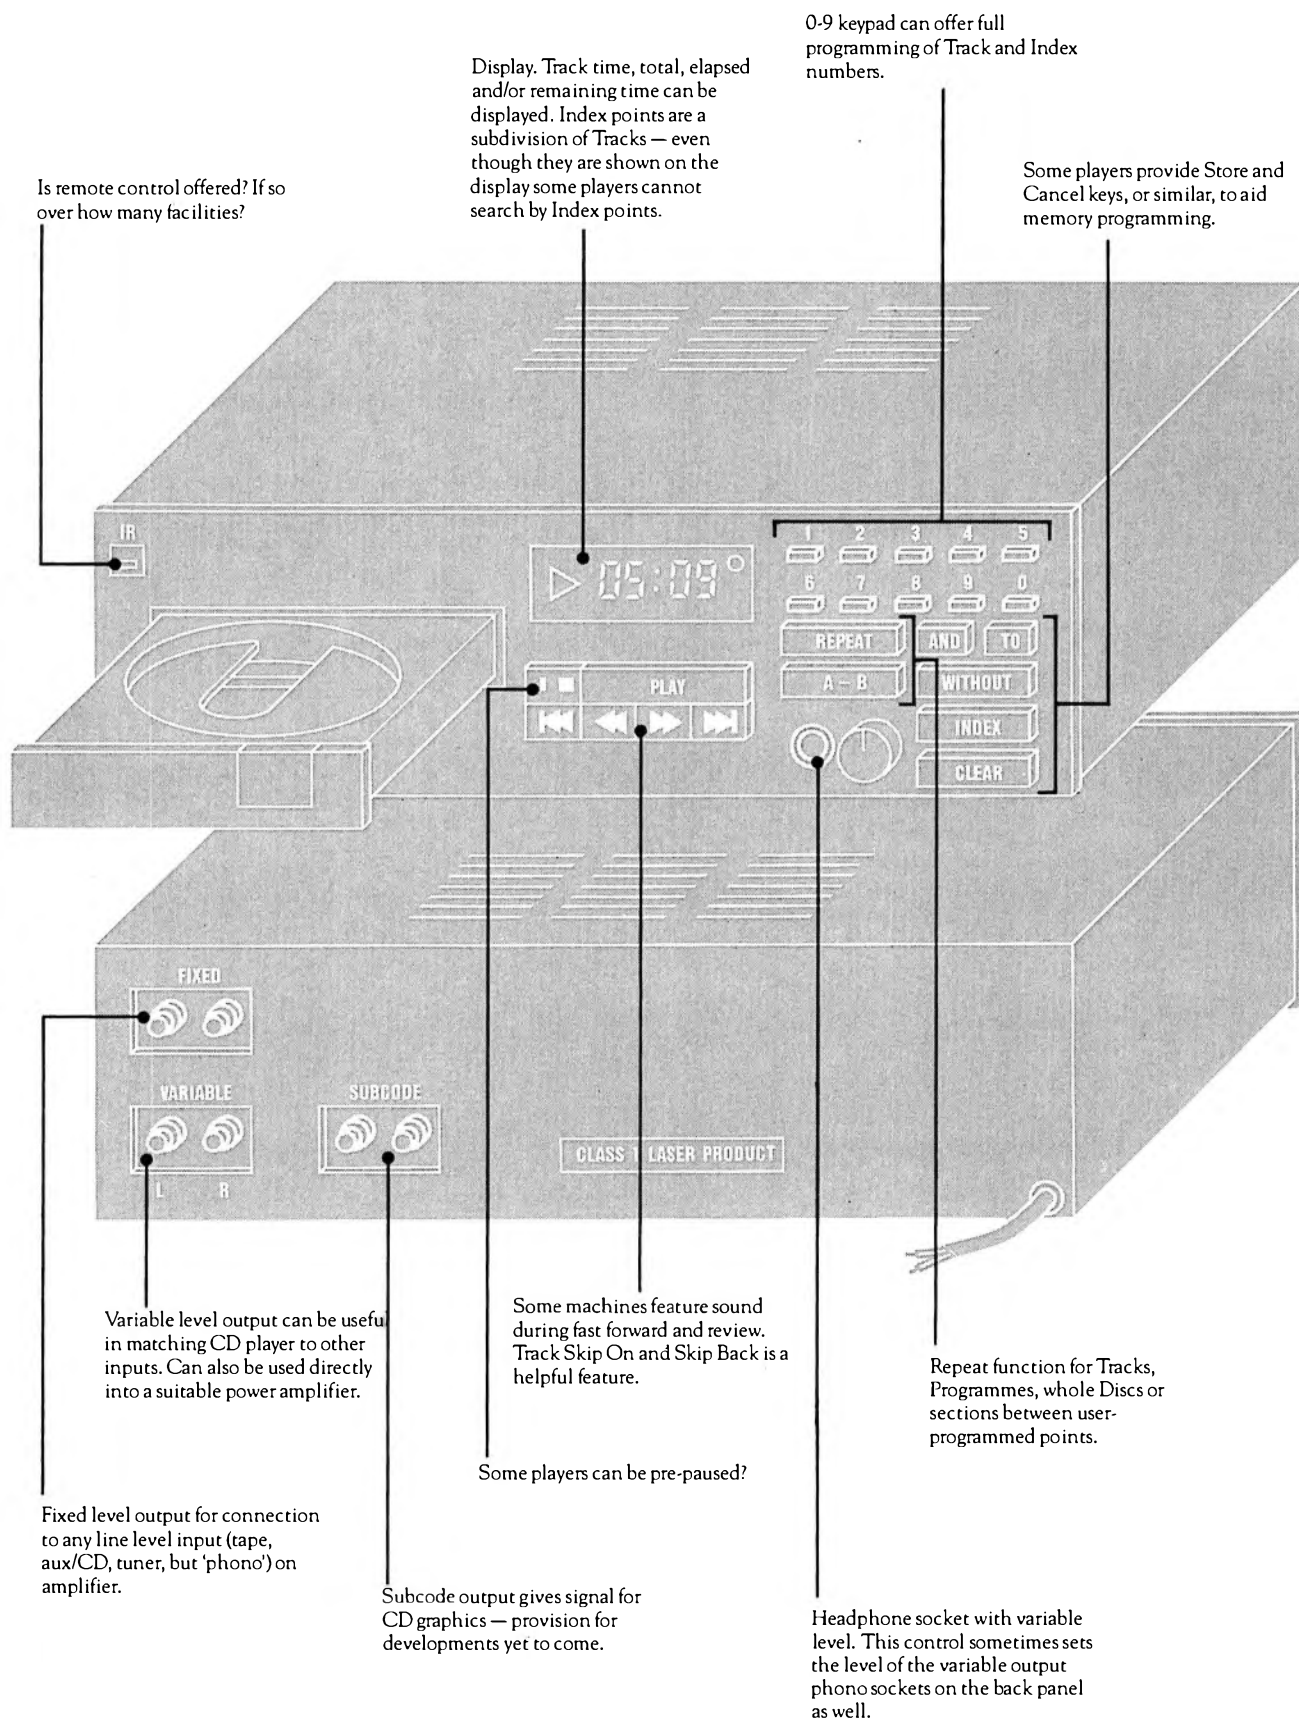 0-9 keypad can offer full
programming of Track and Index
numbers.
Display. Track time, total, elapsed
and/or remaining time can be
displayed. Index points are a
subdivision of Tracks — even
though they are shown on the
display some players cannot
search by Index points.
Is remote control offered? If so
over how many facilities?
Some players provide Store and
Cancel keys, or similar, to aid
memory programming.
IR
05:09
1 2 3 4 5
6 7 8 9 0
REPEAT AND TO
A – B WITHOUT
PLAY
INDEX
CLEAR
FIXED
VARIABLE
SUBCODE
L R
CLASS 1 LASER PRODUCT
Variable level output can be useful
in matching CD player to other
inputs. Can also be used directly
into a suitable power amplifier.
Some machines feature sound
during fast forward and review.
Track Skip On and Skip Back is a
helpful feature.
Repeat function for Tracks,
Programmes, whole Discs or
sections between user-
programmed points.
Some players can be pre-paused?
Fixed level output for connection
to any line level input (tape,
aux/CD, tuner, but ‘phono’) on
amplifier.
Subcode output gives signal for
CD graphics — provision for
developments yet to come.
Headphone socket with variable
level. This control sometimes sets
the level of the variable output
phono sockets on the back panel
as well.